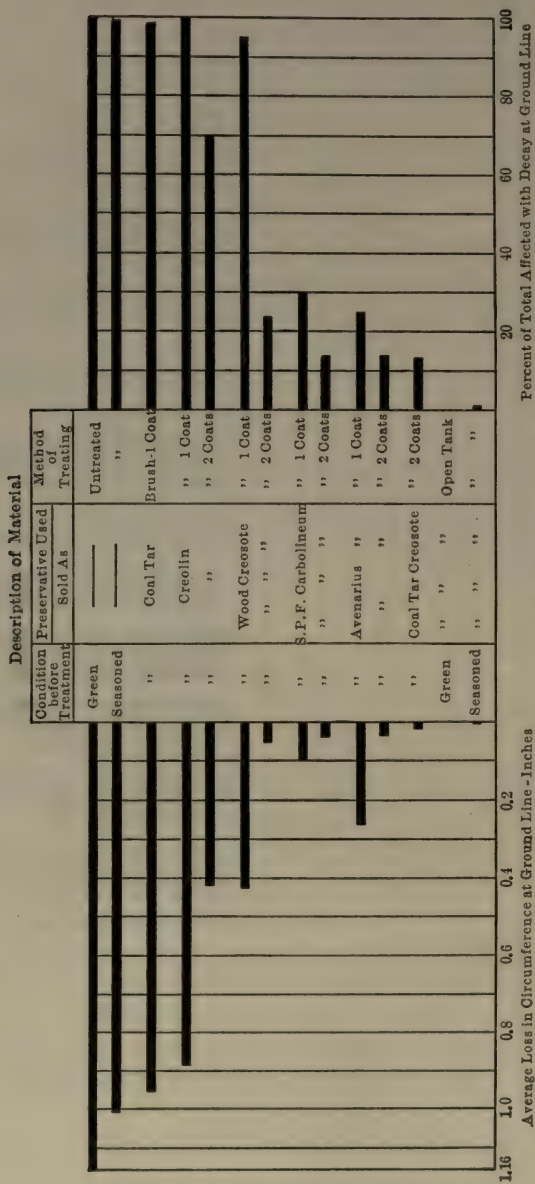 Description of Material
Condition before Treatment | Preservative Used Sold As | Method of Treating
Green | —— | Untreated
Seasoned | —— | ,,
,, | Coal Tar | Brush-1 Coat
,, | Creolin | ,, 1 Coat
,, | ,, | ,, 2 Coats
,, | Wood Creosote | ,, 1 Coat
,, | ,, ,, ,, | ,, 2 Coats
,, | S.P.F. Carbolineum | ,, 1 Coat
,, | ,, ,, ,, | ,, 2 Coats
,, | Avenarius ,, | ,, 1 Coat
,, | ,, ,, | ,, 2 Coats
,, | Coal Tar Creosote | ,, 2 Coats
Green | ,, ,, ,, | Open Tank
Seasoned | ,, ,, ,, | ,, ,,
1.16 1.0 0.8 0.6 0.4 0.2
Average Loss in Circumference at Ground Line - Inches
20 40 60 80 100
Percent of Total Affected with Decay at Ground Line